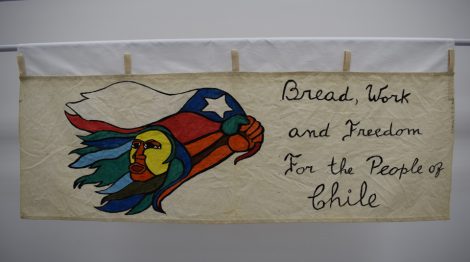 Bread, Work
and Freedom
For the People of
Chile